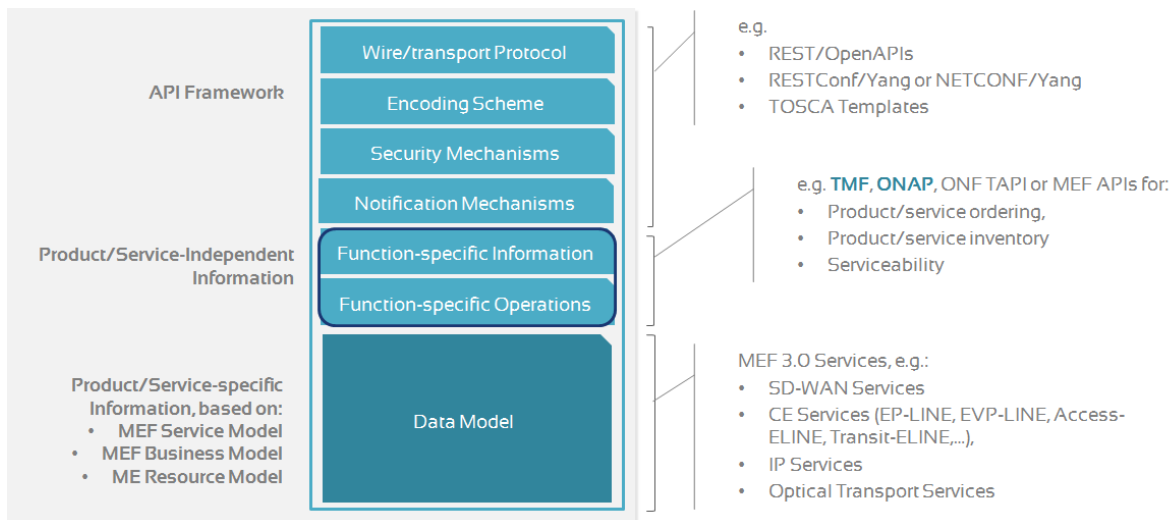 API Framework
Wire/transport Protocol
Encoding Scheme
Security Mechanisms
Notification Mechanisms
e.g.
• REST/OpenAPIs
• RESTConf/Yang or NETCONF/Yang
• TOSCA Templates
Product/Service-Independent
Information
Function-specific Information
Function-specific Operations
e.g. TMF, ONAP, ONF TAPI or MEF APIs for:
• Product/service ordering,
• Product/service inventory
• Serviceability
Product/Service-specific
Information, based on:
• MEF Service Model
• MEF Business Model
• ME Resource Model
Data Model
MEF 3.0 Services, e.g.:
• SD-WAN Services
• CE Services (EP-LINE, EVP-LINE, Access-
ELINE, Transit-ELINE,...),
• IP Services
• Optical Transport Services